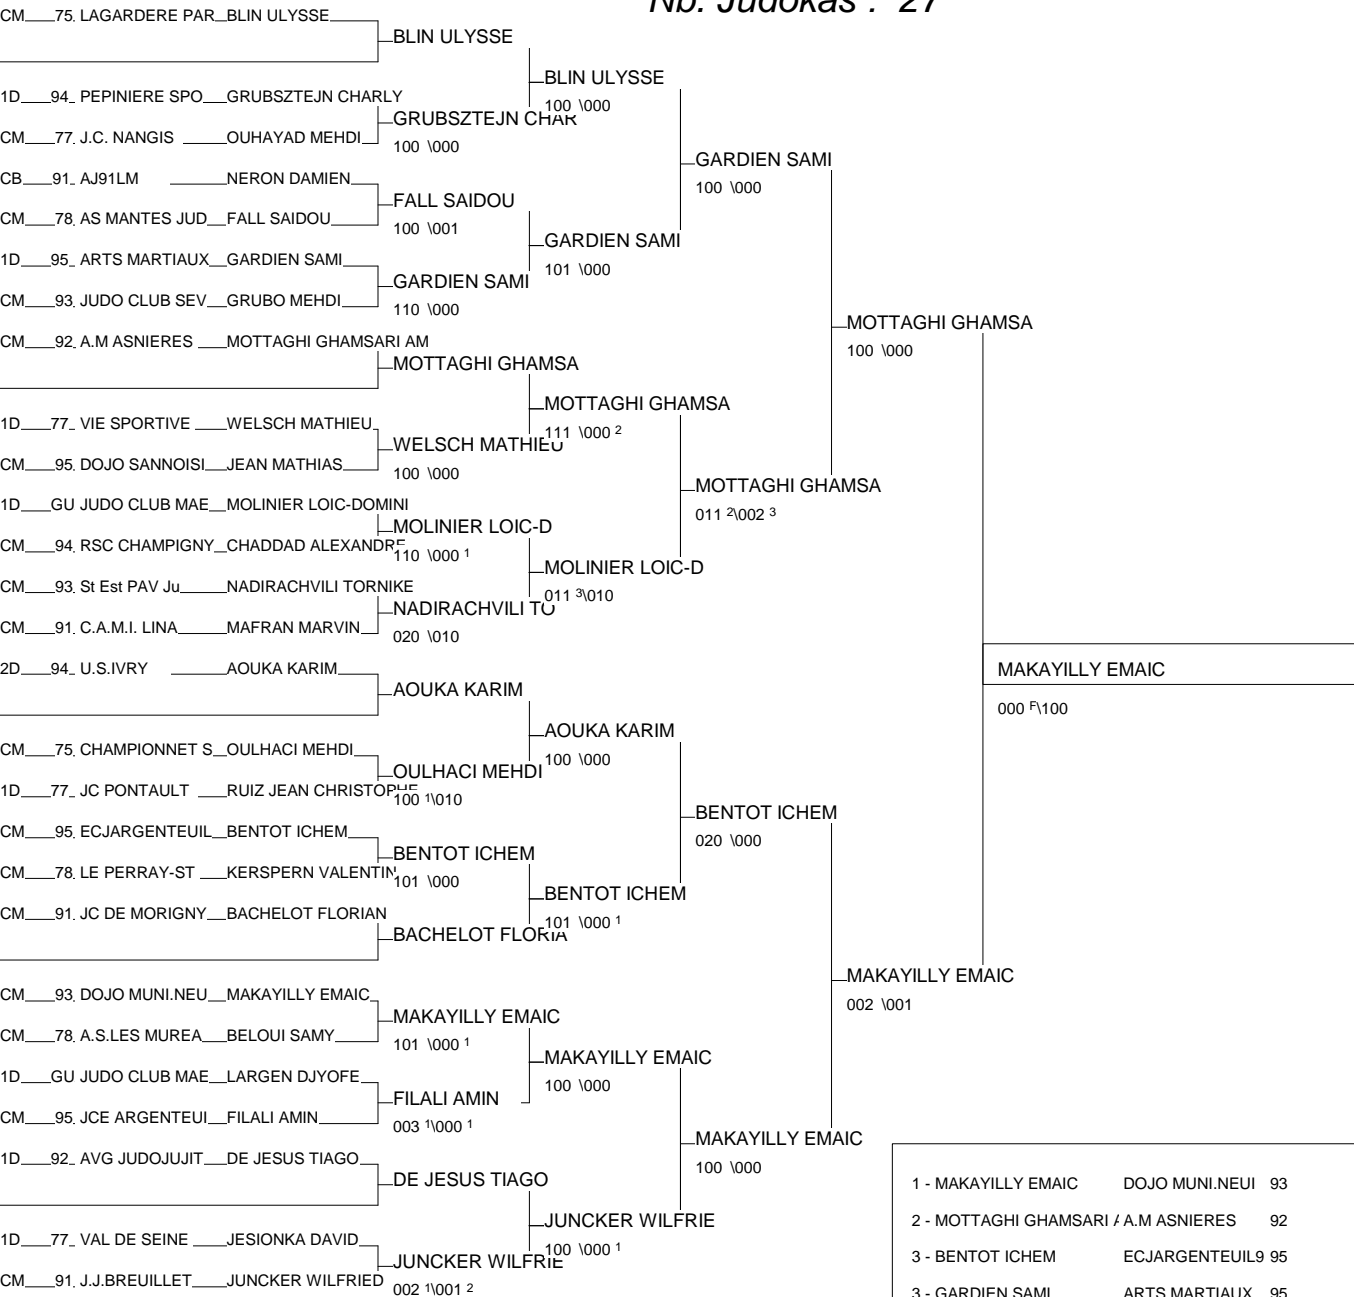 Nb. Judokas : 27
CM 75 LAGARDERE PAR BLIN ULYSSE
BLIN ULYSSE
BLIN ULYSSE
100 \000
1D 94 PEPINIERE SPO GRUBSZTEJN CHARLY
GRUBSZTEJN CHAR
100 \000
CM 77 J.C. NANGIS OUHAYAD MEHDI
GARDIEN SAMI
100 \000
CB 91 AJ91LM NERON DAMIEN
FALL SAIDOU
100 \001
CM 78 AS MANTES JUD FALL SAIDOU
GARDIEN SAMI
101 \000
1D 95 ARTS MARTIAUX GARDIEN SAMI
GARDIEN SAMI
110 \000
CM 93 JUDO CLUB SEV GRUBO MEHDI
MOTTAGHI GHAMSA
100 \000
CM 92 A.M ASNIERES MOTTAGHI GHAMSARI AM
MOTTAGHI GHAMSA
MOTTAGHI GHAMSA
111 \000 2
1D 77 VIE SPORTIVE WELSCH MATHIEU
WELSCH MATHIEU
100 \000
CM 95 DOJO SANNOISI JEAN MATHIAS
MOTTAGHI GHAMSA
011 2\002 3
1D GU JUDO CLUB MAE MOLINIER LOIC-DOMINI
MOLINIER LOIC-D
110 \000 1
CM 94 RSC CHAMPIGNY CHADDAD ALEXANDRE
MOLINIER LOIC-D
011 3\010
CM 93 St Est PAV Ju NADIRACHVILI TORNIKE
NADIRACHVILI TO
020 \010
CM 91 C.A.M.I. LINA MAFRAN MARVIN
MAKAYILLY EMAIC
000 F\100
2D 94 U.S.IVRY AOUKA KARIM
AOUKA KARIM
AOUKA KARIM
100 \000
CM 75 CHAMPIONNET S OULHACI MEHDI
OULHACI MEHDI
100 1\010
1D 77 JC PONTAULT RUIZ JEAN CHRISTOPHE
BENTOT ICHEM
020 \000
CM 95 ECJARGENTEUIL BENTOT ICHEM
BENTOT ICHEM
101 \000
CM 78 LE PERRAY-ST KERSPERN VALENTIN
BENTOT ICHEM
101 \000 1
CM 91 JC DE MORIGNY BACHELOT FLORIAN
BACHELOT FLORIA
MAKAYILLY EMAIC
002 \001
CM 93 DOJO MUNI.NEU MAKAYILLY EMAIC
MAKAYILLY EMAIC
101 \000 1
CM 78 A.S.LES MUREA BELOUI SAMY
MAKAYILLY EMAIC
100 \000
1D GU JUDO CLUB MAE LARGEN DJYOFE
FILALI AMIN
003 1\000 1
CM 95 JCE ARGENTEUI FILALI AMIN
MAKAYILLY EMAIC
100 \000
1D 92 AVG JUDOJUJIT DE JESUS TIAGO
DE JESUS TIAGO
JUNCKER WILFRIE
100 \000 1
1D 77 VAL DE SEINE JESIONKA DAVID
JUNCKER WILFRIE
002 1\001 2
CM 91 J.J.BREUILLET JUNCKER WILFRIED
1 - MAKAYILLY EMAIC DOJO MUNI.NEUI 93
2 - MOTTAGHI GHAMSARI A.M ASNIERES 92
3 - BENTOT ICHEM ECJARGENTEUIL9 95
3 - GARDIEN SAMI ARTS MARTIAUX 95